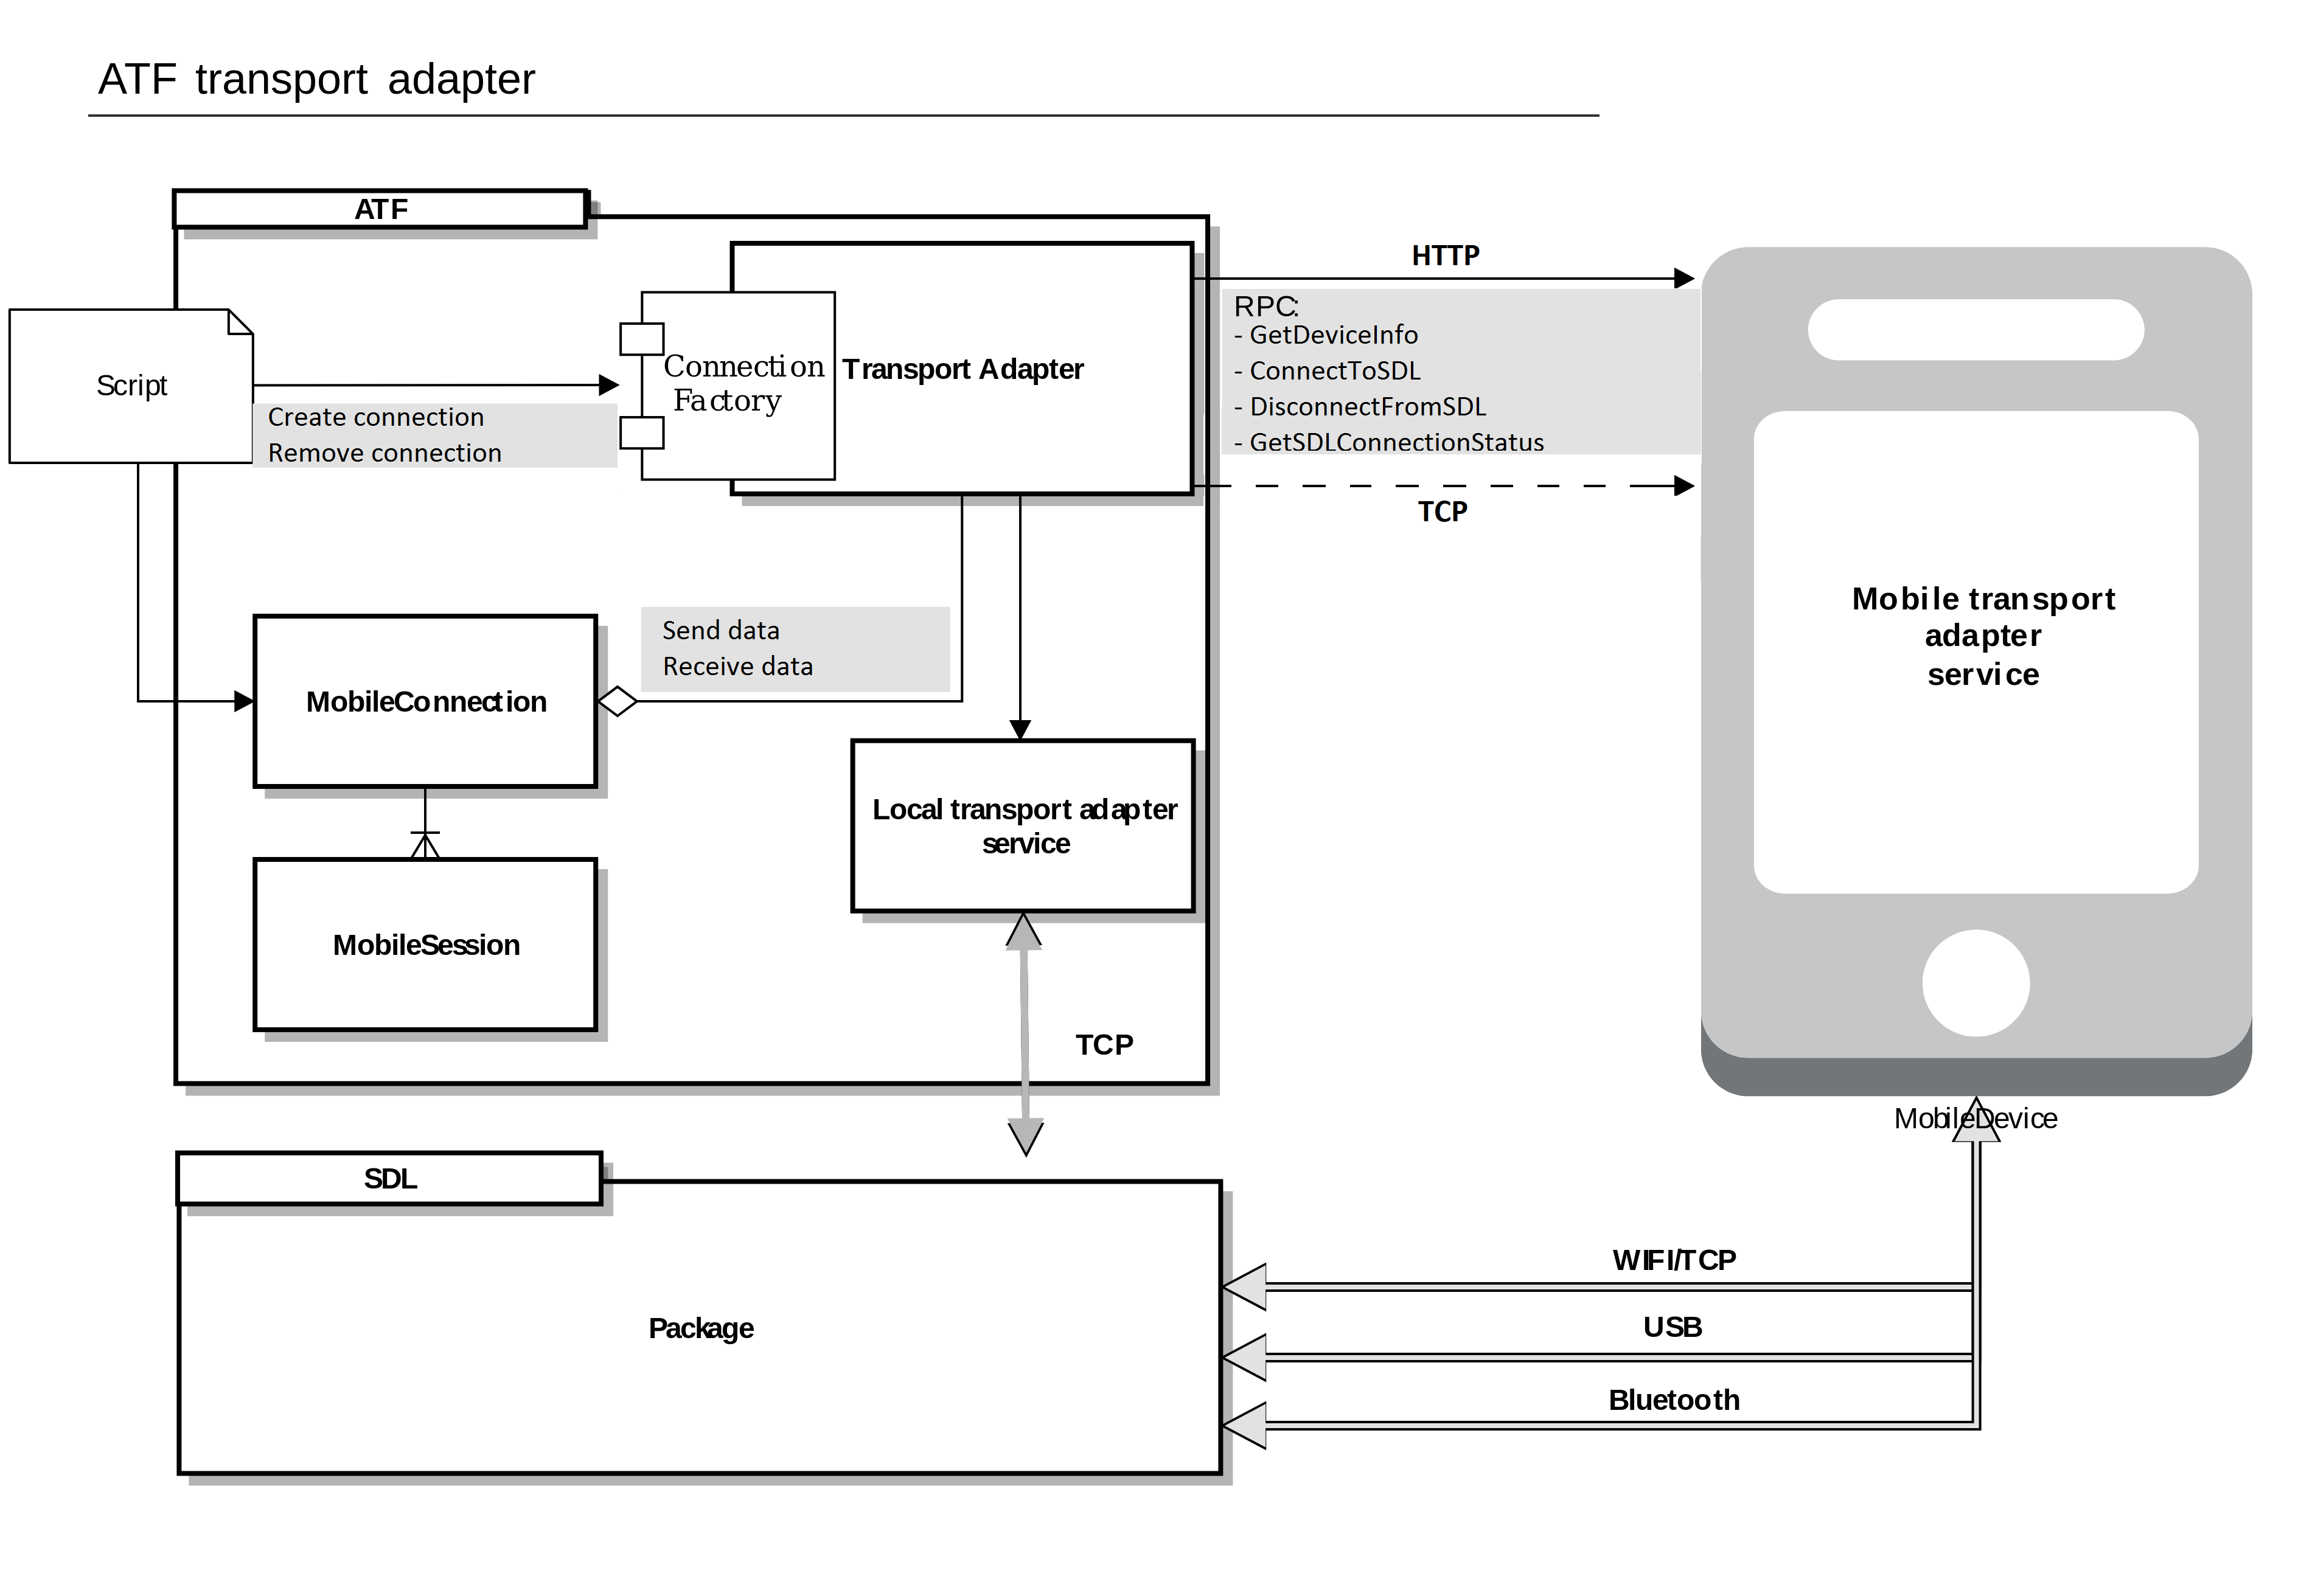 ATF transport adapter
ATF
HTTP
RPC:
- GetDeviceInfo
- ConnectToSDL
- DisconnectFromSDL
- GetSDLConnectionStatus
TCP
Script
Create connection
Remove connection
Connection
Factory
Transport Adapter
Send data
Receive data
MobileConnection
Mobile transport
adapter
service
Local transport adapter
service
MobileSession
TCP
MobileDevice
SDL
Package
WIFI/TCP
USB
Bluetooth